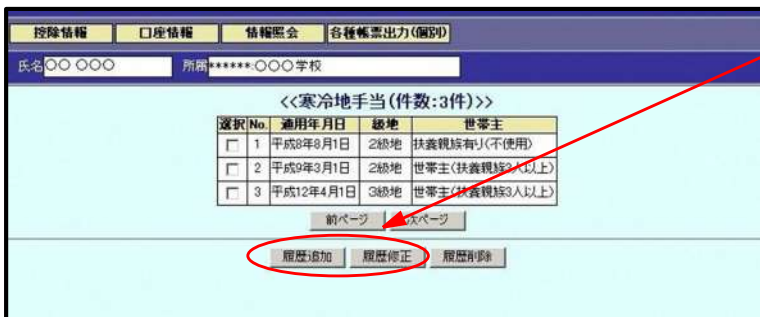 控除情報 口座情報 情報照会 各種帳票出力(個別)
氏名○○ ○○○ 所属******:○○○学校
<<寒冷地手当(件数:3件)>>
選択 No. 適用年月日 級地 世帯主
1 平成8年8月1日 2級地 扶養親族有り(不使用)
2 平成9年3月1日 2級地 世帯主(扶養親族3人以上)
3 平成12年4月1日 3級地 世帯主(扶養親族3人以上)
前ページ 次ページ
履歴追加 履歴修正 履歴削除